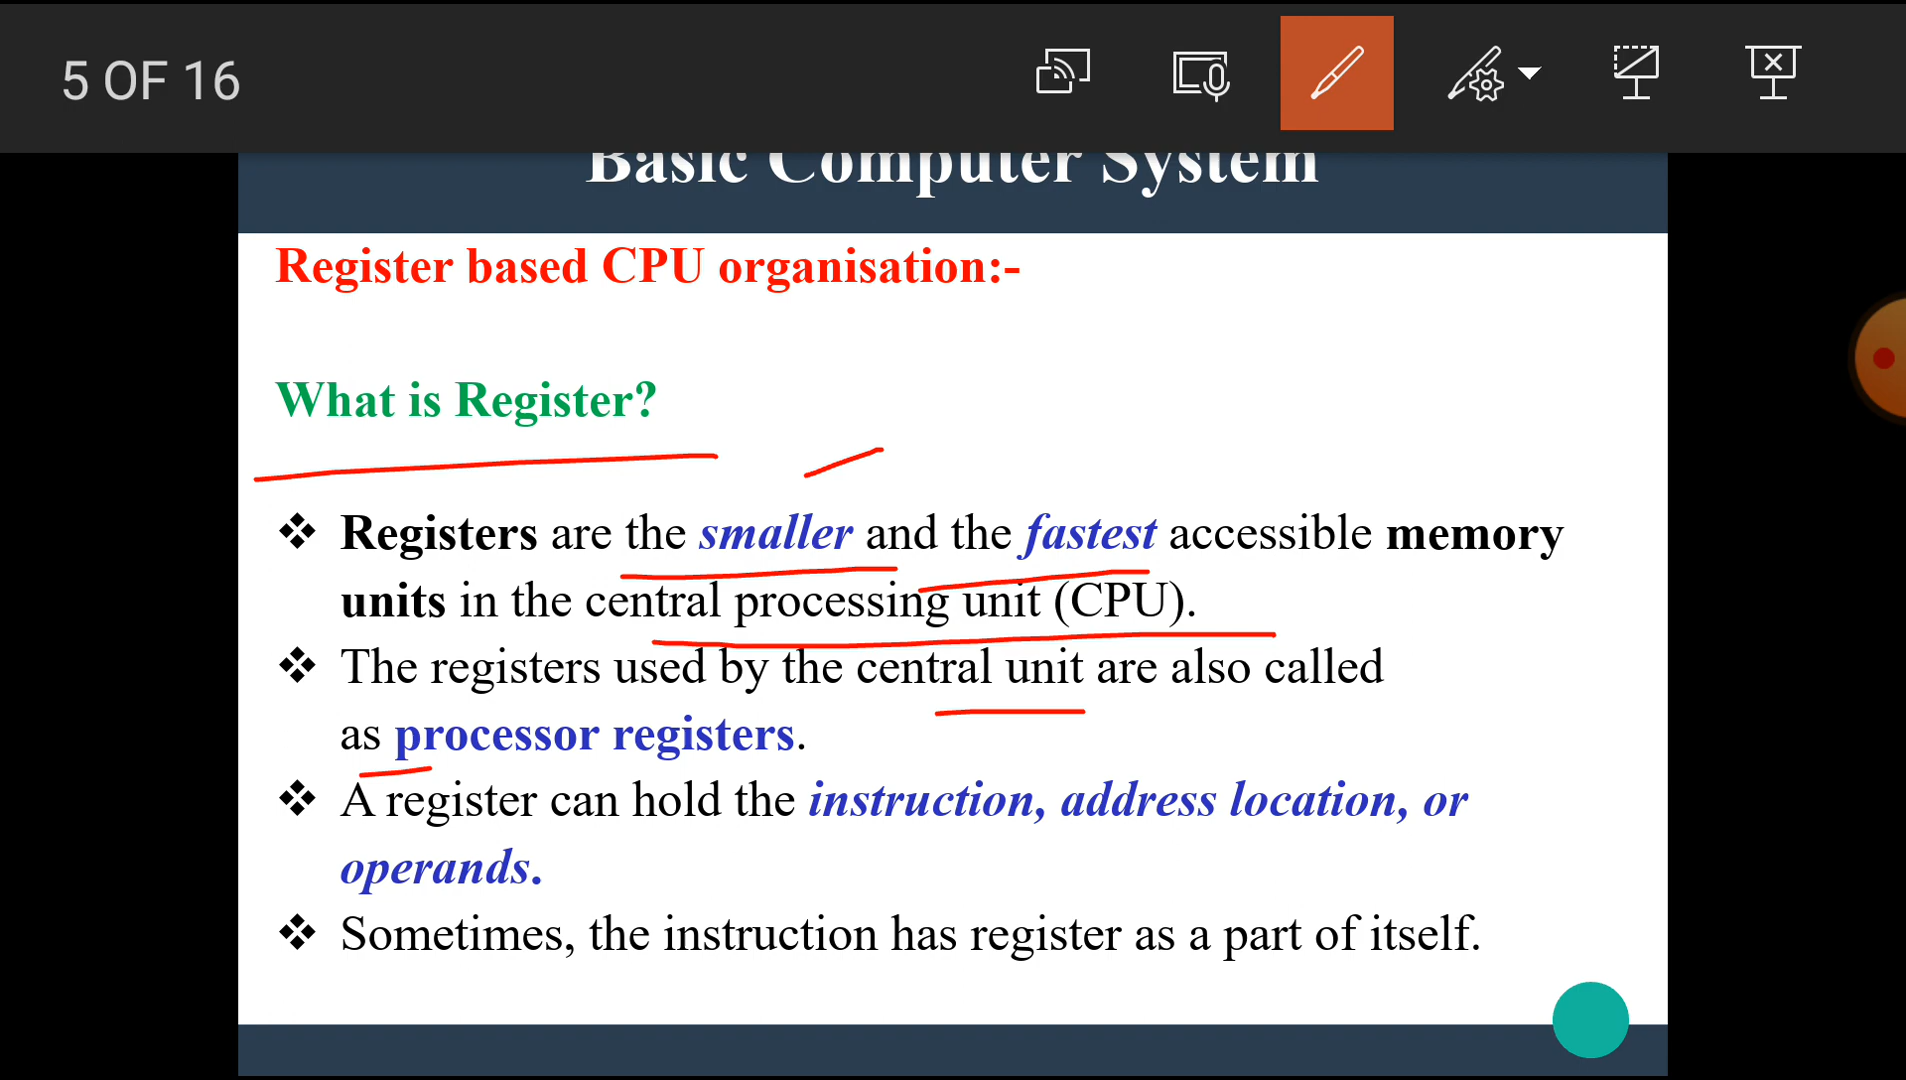 5 OF 16
Basic Computer System
Register based CPU organisation:-
What is Register?
❖ Registers are the smaller and the fastest accessible memory
units in the central processing unit (CPU).
❖ The registers used by the central unit are also called
as processor registers.
❖ A register can hold the instruction, address location, or
operands.
❖ Sometimes, the instruction has register as a part of itself.